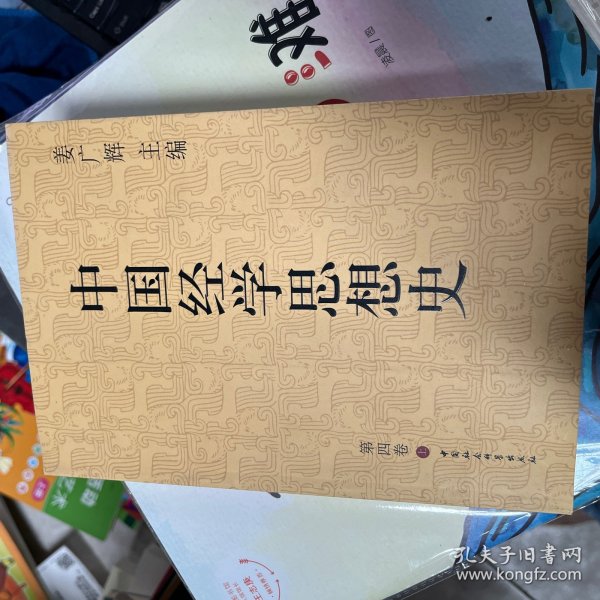 姜广辉 主编
中国经学思想史
第四卷 上
中国社会科学出版社
难
孔夫子旧书网
www.kongfz.com